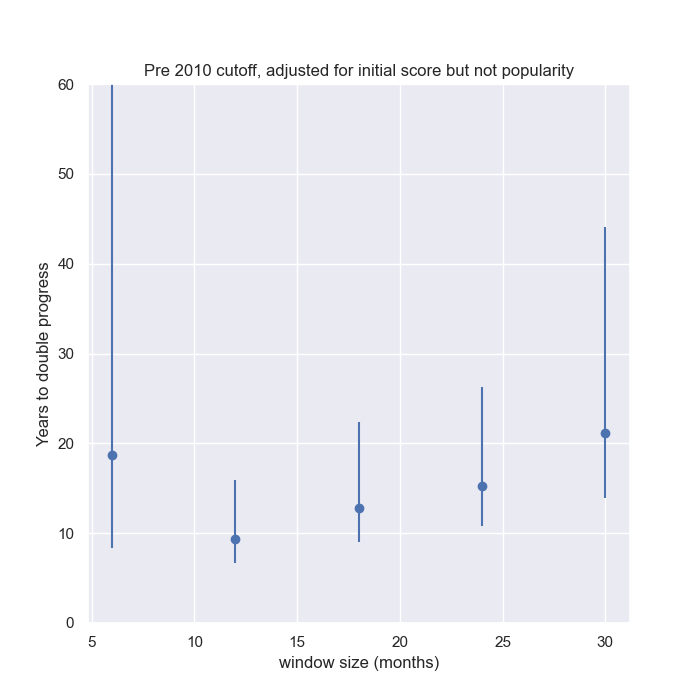 Pre 2010 cutoff, adjusted for initial score but not popularity
60
50
40
30
20
10
0
Years to double progress
5 10 15 20 25 30
window size (months)